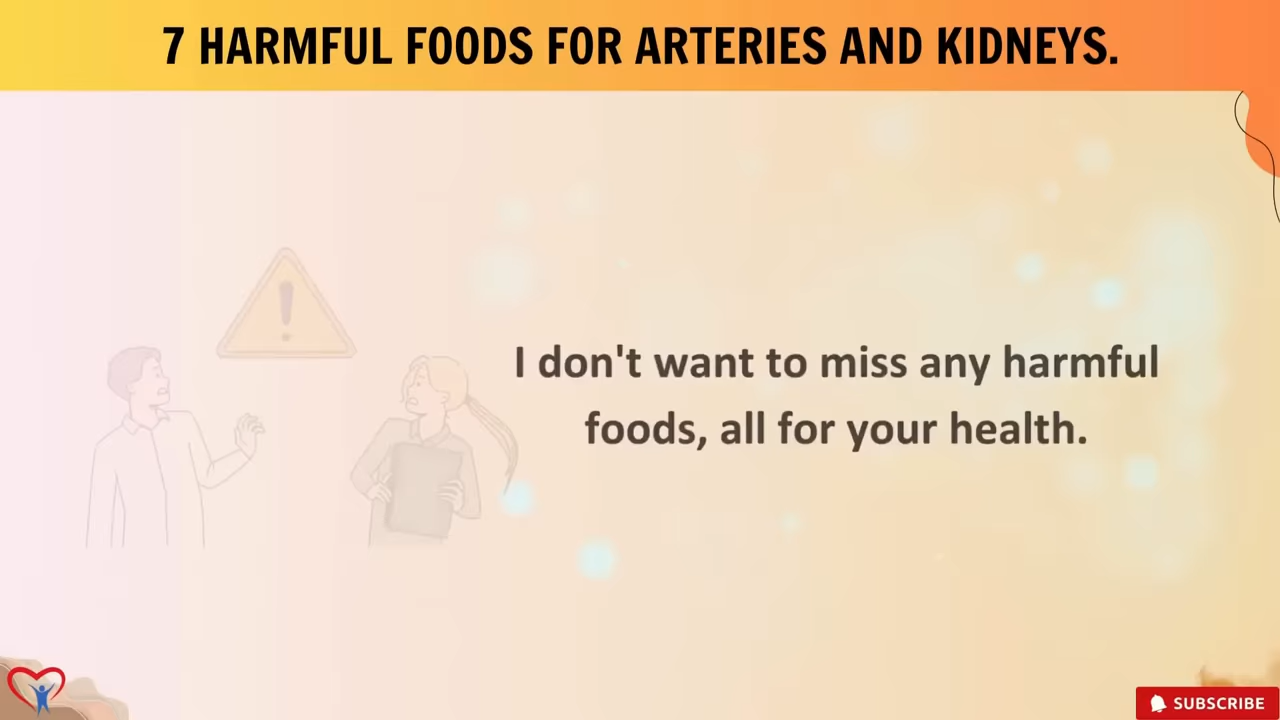 7 HARMFUL FOODS FOR ARTERIES AND KIDNEYS.
I don't want to miss any harmful
foods, all for your health.
SUBSCRIBE